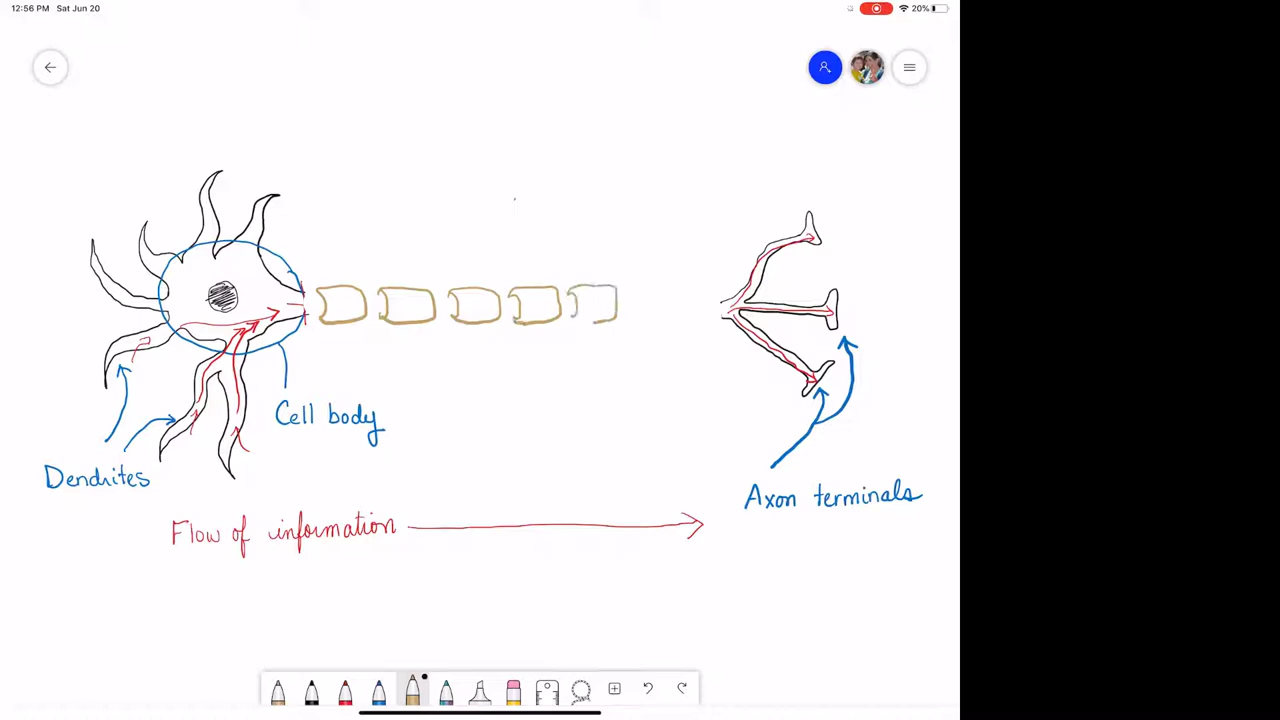 12:56 PM Sat Jun 20
20%
Cell body
Dendrites
Axon terminals
Flow of information